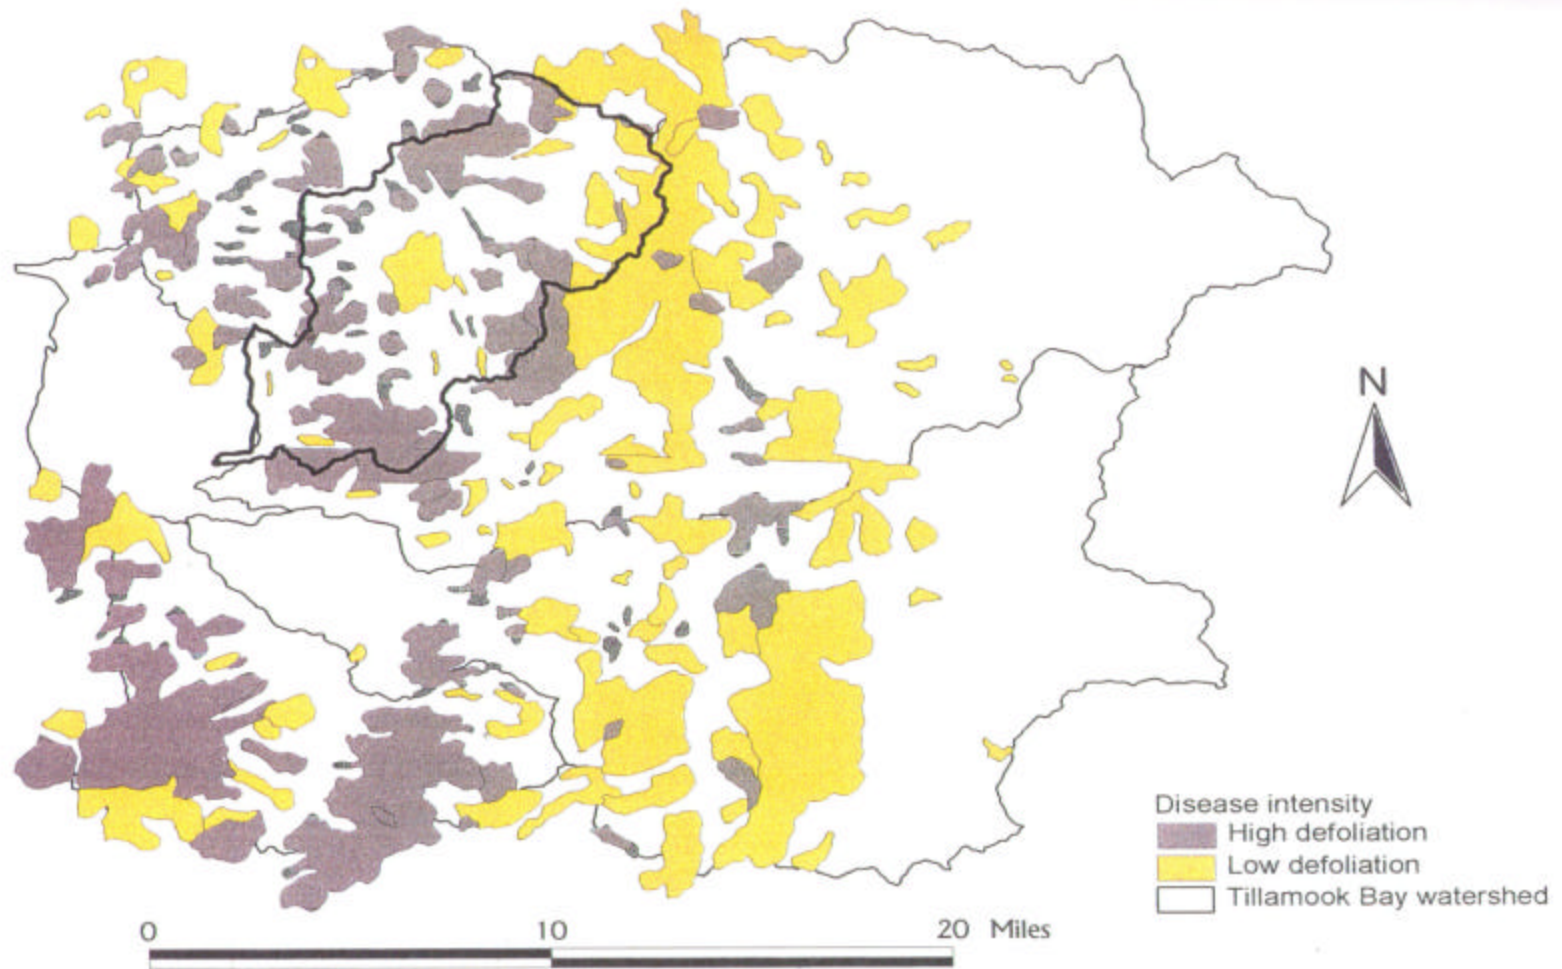 N
Disease intensity
High defoliation
Low defoliation
Tillamook Bay watershed
0 10 20 Miles